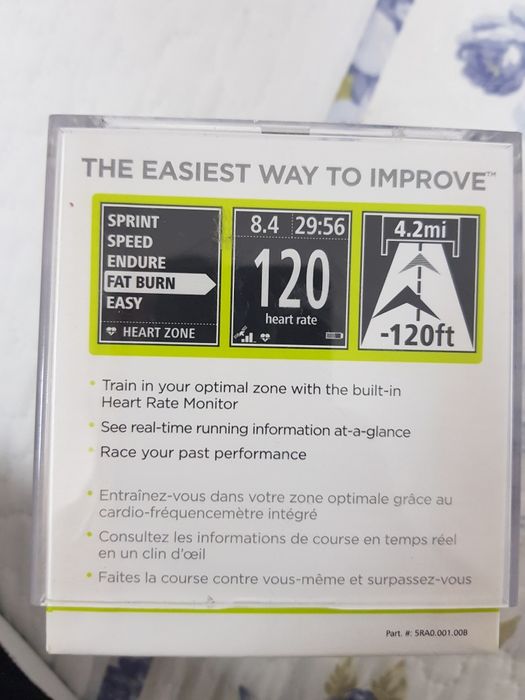 THE EASIEST WAY TO IMPROVE™
SPRINT
SPEED
ENDURE
FAT BURN
EASY
HEART ZONE
8.4 29:56
120
heart rate
4.2mi
-120ft
• Train in your optimal zone with the built-in
Heart Rate Monitor
• See real-time running information at-a-glance
• Race your past performance
• Entraînez-vous dans votre zone optimale grâce au
cardio-fréquencemètre intégré
• Consultez les informations de course en temps réel
en un clin d'œil
• Faites la course contre vous-même et surpassez-vous
Part. #: 5RA0.001.00B